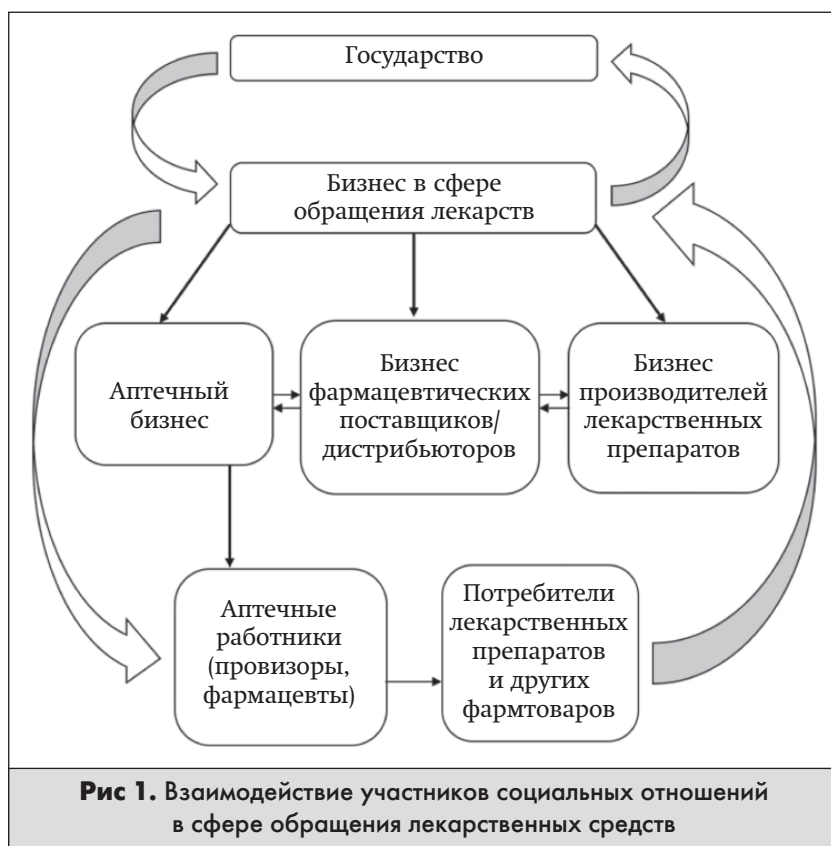 Государство
Бизнес в сфере
обращения лекарств
Аптечный
бизнес
Бизнес
фармацевтических
поставщиков/
дистрибьюторов
Бизнес
производителей
лекарственных
препаратов
Аптечные
работники
(провизоры,
фармацевты)
Потребители
лекарственных
препаратов
и других
фармтоваров
Рис 1. Взаимодействие участников социальных отношений
в сфере обращения лекарственных средств